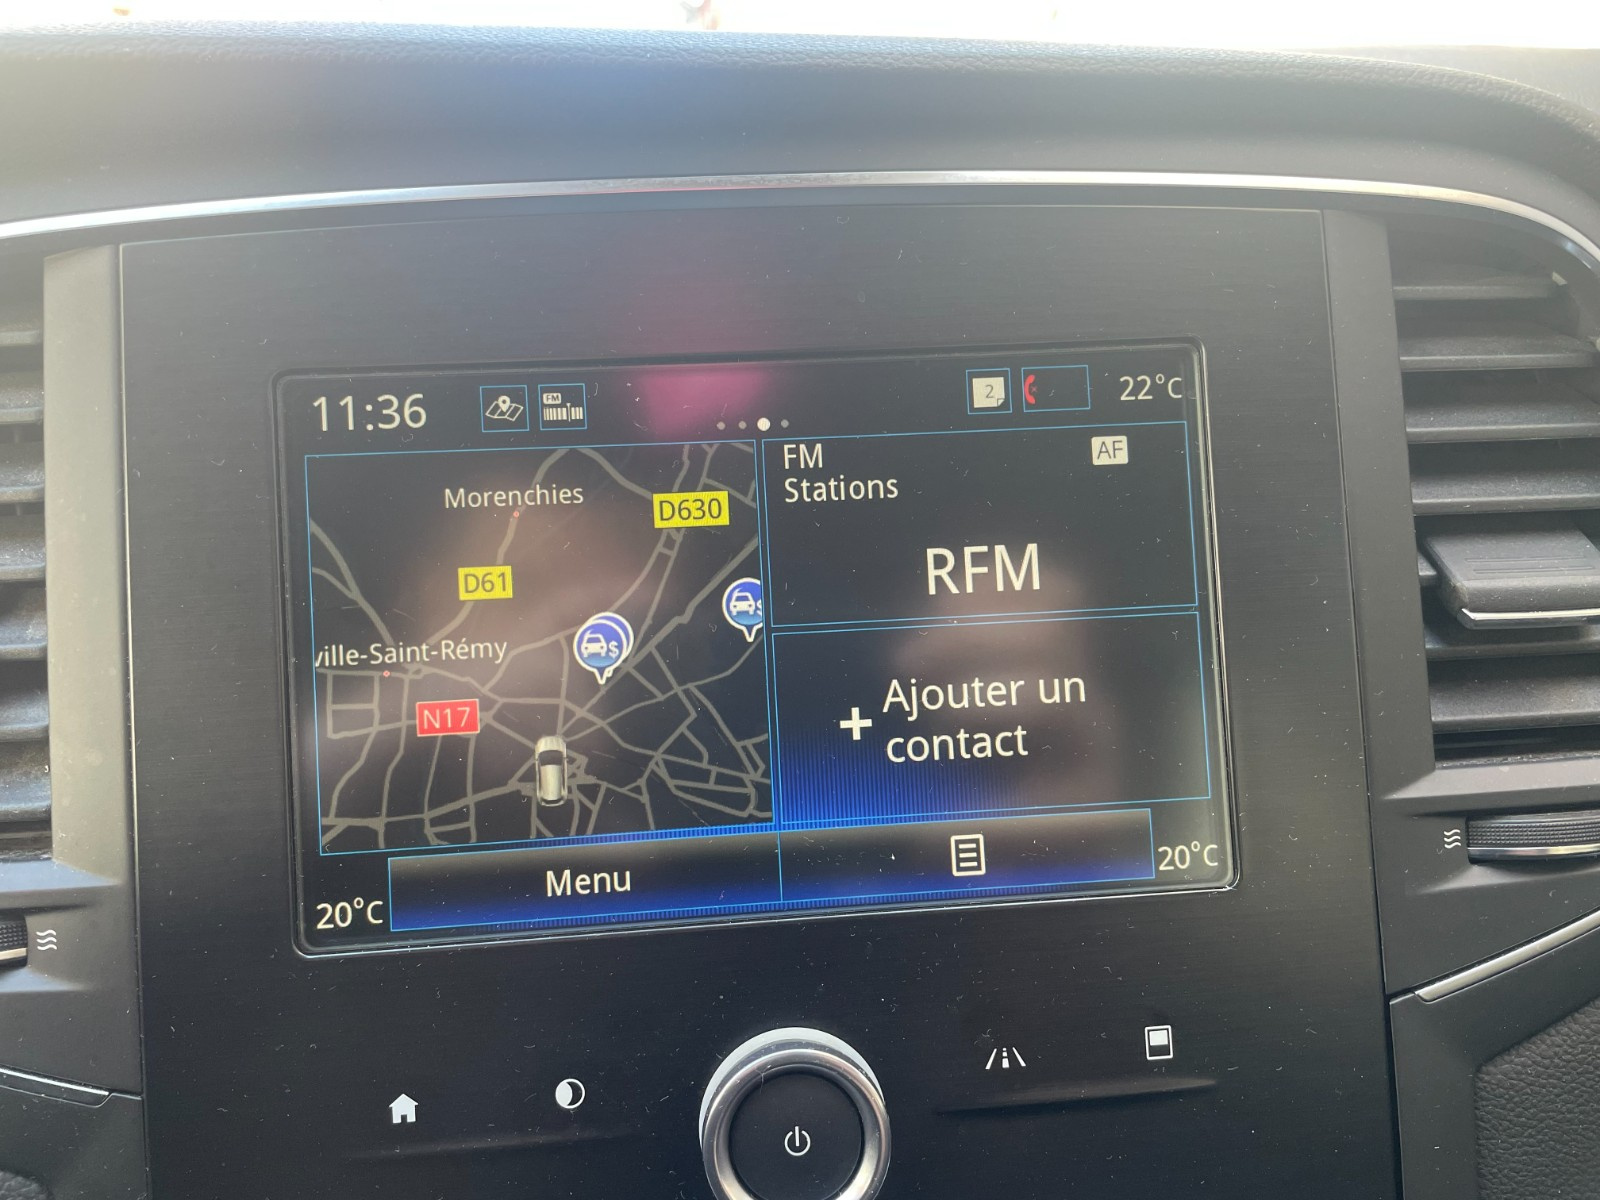 11:36
FM
2
22°C
Morenchies
D630
D61
ville-Saint-Rémy
N17
$
$
FM
Stations
AF
RFM
+ Ajouter un
contact
20°C
Menu
20°C